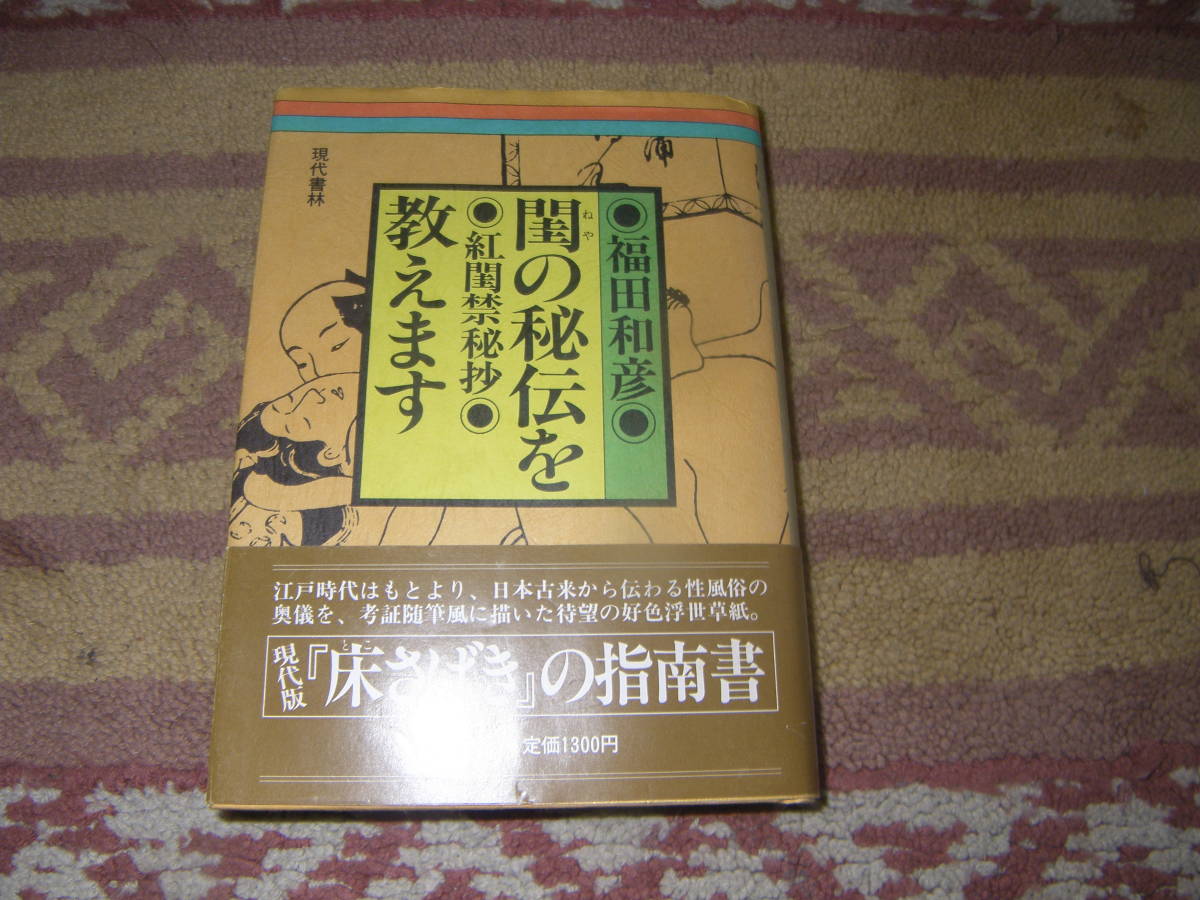 現代書林
◉福田和彦◉
閨の秘伝を
ねや
◉紅閨禁秘抄◉
教えます
江戸時代はもとより、日本古来から伝わる性風俗の
奥儀を、考証随筆風に描いた待望の好色浮世草紙。
現代版
『床さばき』の指南書
とこ
定価1300円